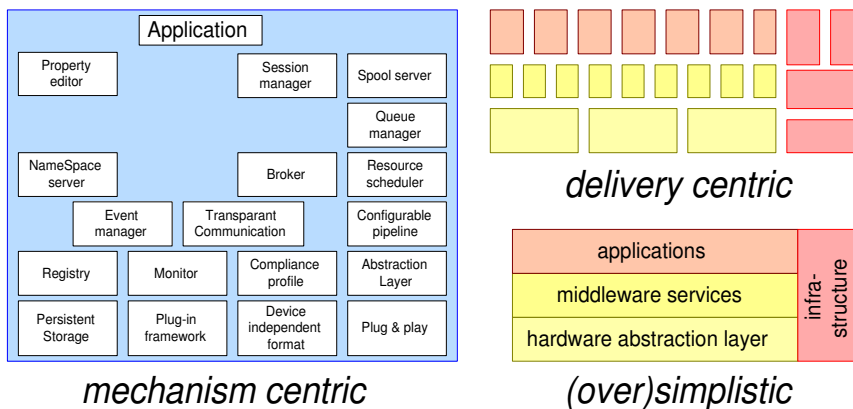 Application
Property
editor
Session
manager
Spool server
Queue
manager
NameSpace
server
Broker
Resource
scheduler
Event
manager
Transparant
Communication
Configurable
pipeline
Registry
Monitor
Compliance
profile
Abstraction
Layer
Persistent
Storage
Plug-in
framework
Device
independent
format
Plug & play
mechanism centric
delivery centric
applications
middleware services
hardware abstraction layer
infra-
structure
(over)simplistic